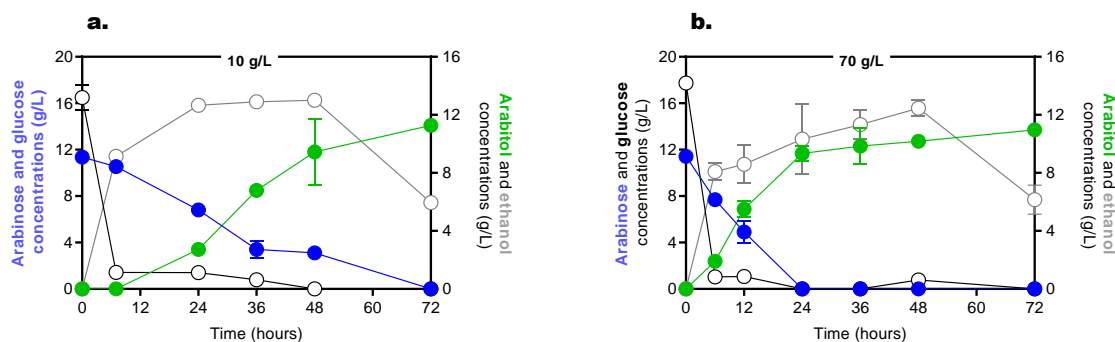 a.
10 g/L
Arabinose and glucose
concentrations (g/L)
20
16
12
8
4
0
16
12
8
4
0
Arabitol and ethanol
concentrations (g/L)
0 12 24 36 48 60 72
Time (hours)
b.
70 g/L
Arabinose and glucose
concentrations (g/L)
20
16
12
8
4
0
16
12
8
4
0
Arabitol and ethanol
concentrations (g/L)
0 12 24 36 48 60 72
Time (hours)